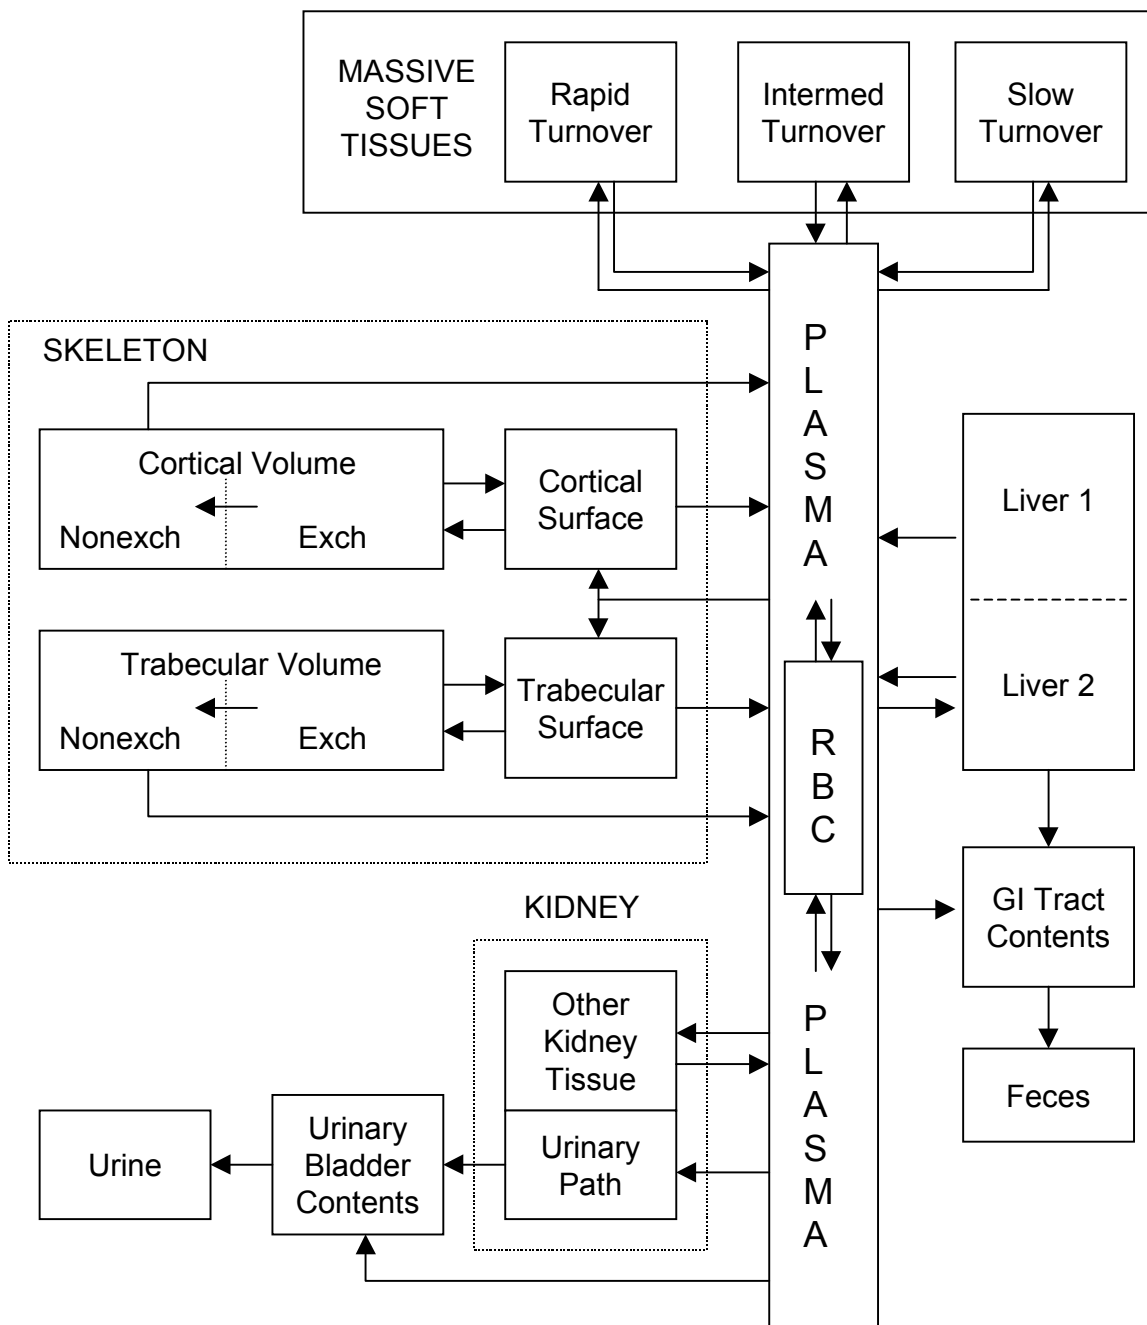 MASSIVE
SOFT
TISSUES
Rapid
Turnover
Intermed
Turnover
Slow
Turnover
SKELETON
Cortical Volume
Nonexch
Exch
Cortical
Surface
Trabecular Volume
Nonexch
Exch
Trabecular
Surface
P
L
A
S
M
A
R
B
C
P
L
A
S
M
A
Liver 1
Liver 2
GI Tract
Contents
Feces
KIDNEY
Other
Kidney
Tissue
Urinary
Path
Urinary
Bladder
Contents
Urine